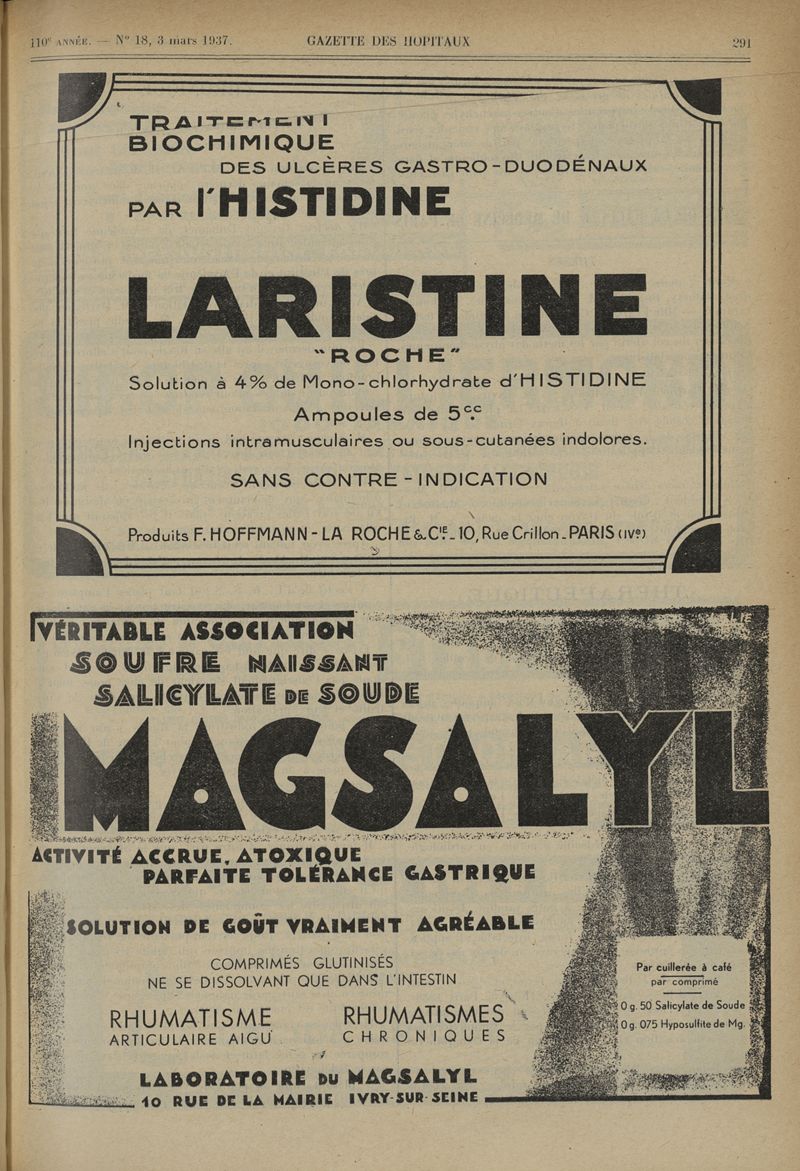 110e ANNÉE. — No 18, 3 mars 1937. GAZETTE DES HOPITAUX 291
TRAITEMENT
BIOCHIMIQUE
DES ULCÈRES GASTRO-DUODÉNAUX
PAR l'HISTIDINE
LARISTINE
"ROCHE"
Solution à 4% de Mono-chlorhydrate d'HISTIDINE
Ampoules de 5cc.
Injections intramusculaires ou sous-cutanées indolores.
SANS CONTRE-INDICATION
Produits F. HOFFMANN-LA ROCHE & CIE. - 10, Rue Crillon - PARIS (IVe)
VÉRITABLE ASSOCIATION
SOUFRE NAISSANT
SALICYLATE DE SOUDE
MAGSALYL
ACTIVITÉ ACCRUE, ATOXIQUE
PARFAITE TOLÉRANCE GASTRIQUE
SOLUTION DE GOÛT VRAIMENT AGRÉABLE
COMPRIMÉS GLUTINISÉS
NE SE DISSOLVANT QUE DANS L'INTESTIN
RHUMATISME
ARTICULAIRE AIGU
RHUMATISMES
CHRONIQUES
Par cuillerée à café
par comprimé
0 g. 50 Salicylate de Soude
0 g. 075 Hyposulfite de Mg.
LABORATOIRE DU MAGSALYL
10 RUE DE LA MAIRIE IVRY-SUR-SEINE